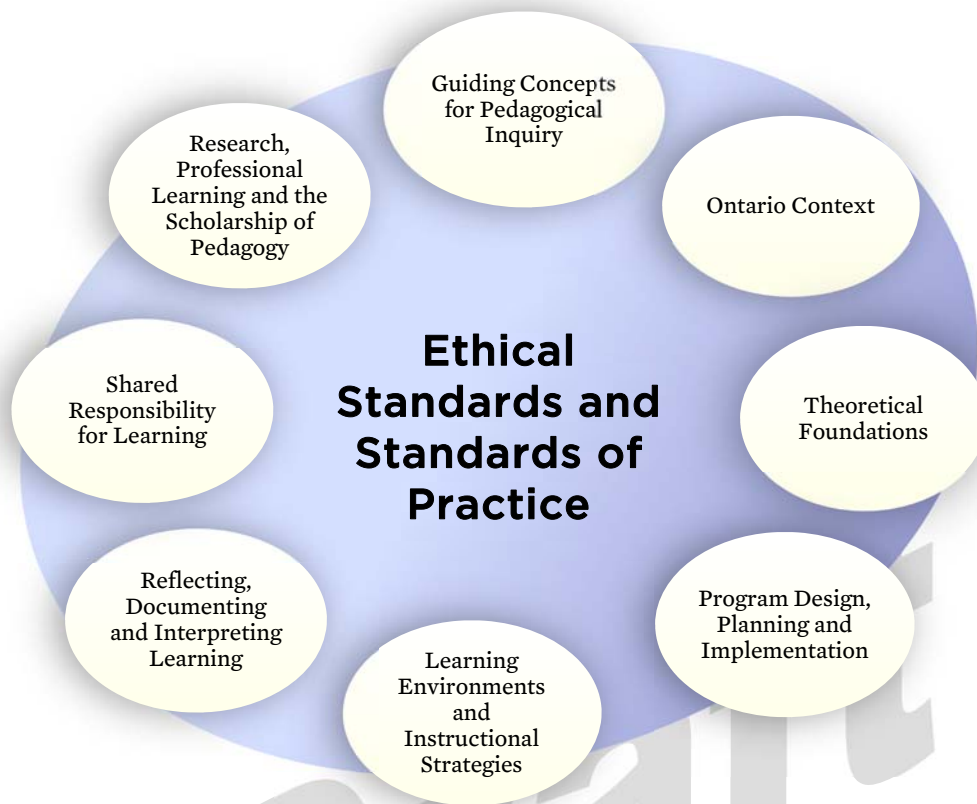 Guiding Concepts
for Pedagogical
Inquiry
Ontario Context
Theoretical
Foundations
Program Design,
Planning and
Implementation
Learning
Environments
and
Instructional
Strategies
Reflecting,
Documenting
and Interpreting
Learning
Shared
Responsibility
for Learning
Research,
Professional
Learning and the
Scholarship of
Pedagogy
Ethical
Standards and
Standards of
Practice